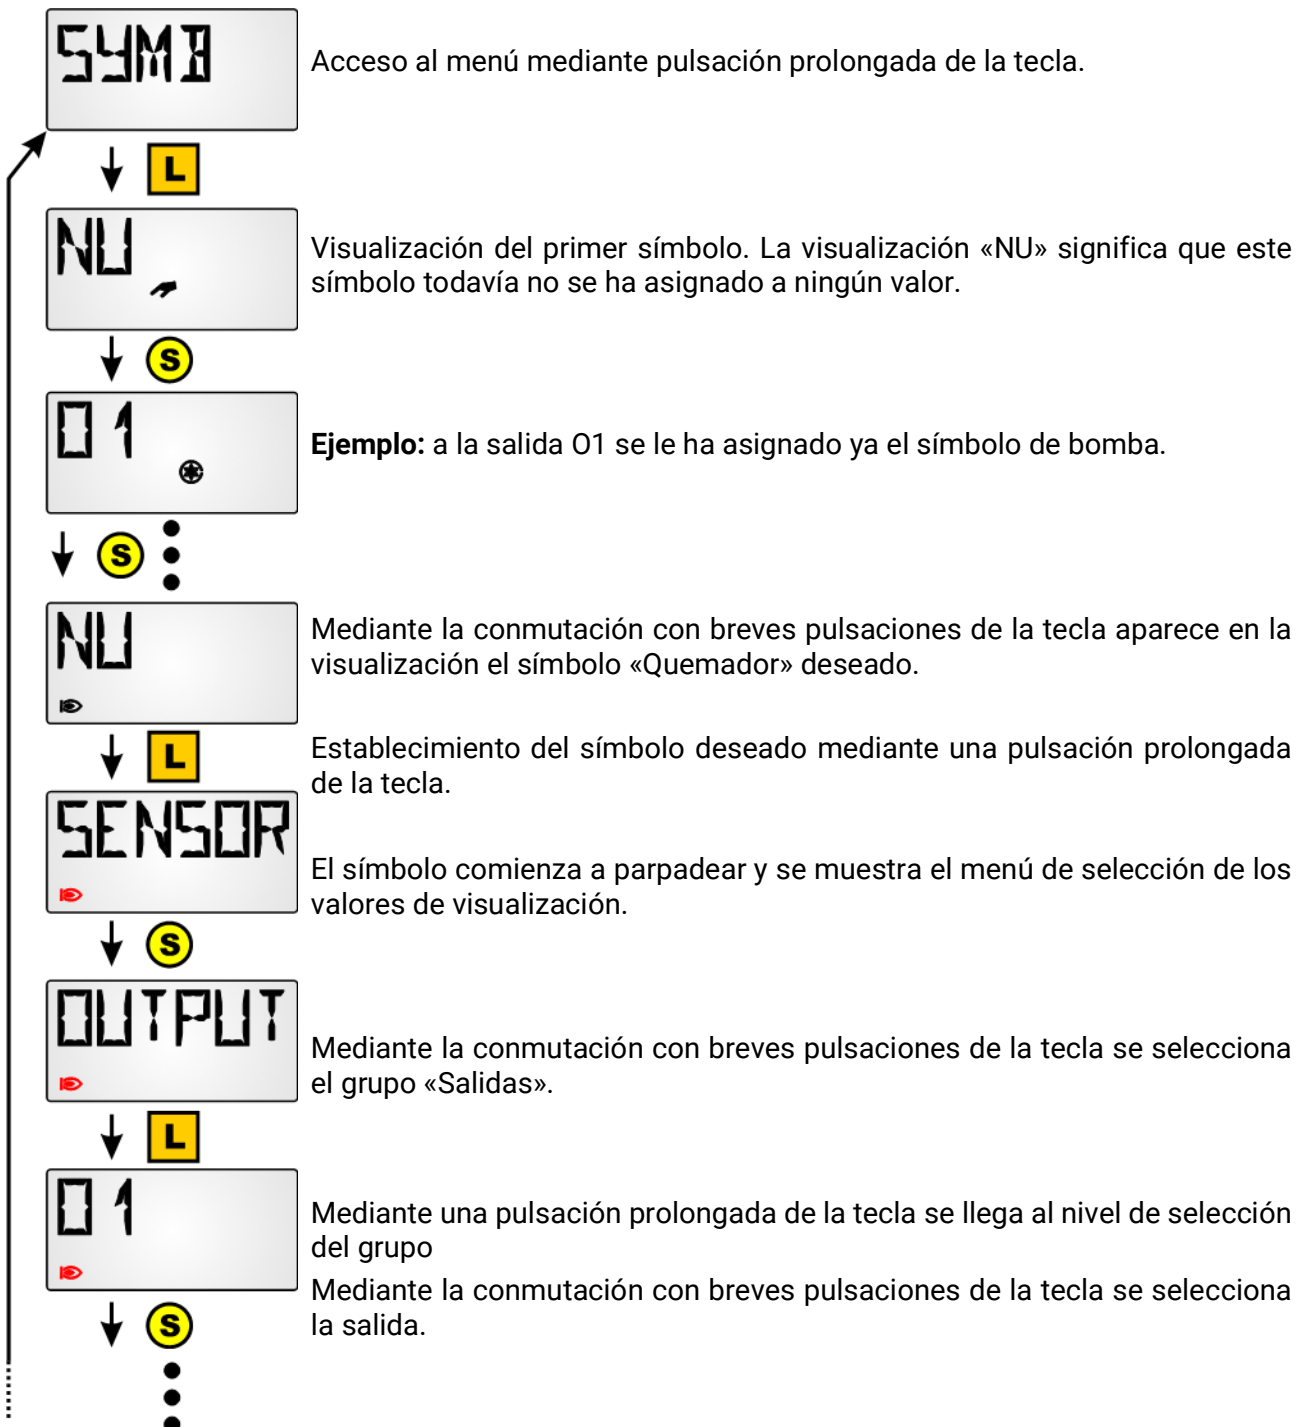 SYMB
Acceso al menú mediante pulsación prolongada de la tecla.
L
NU
Visualización del primer símbolo. La visualización «NU» significa que este
símbolo todavía no se ha asignado a ningún valor.
S
O1
Ejemplo: a la salida O1 se le ha asignado ya el símbolo de bomba.
S
NU
Mediante la conmutación con breves pulsaciones de la tecla aparece en la
visualización el símbolo «Quemador» deseado.
L
Establecimiento del símbolo deseado mediante una pulsación prolongada
de la tecla.
SENSOR
El símbolo comienza a parpadear y se muestra el menú de selección de los
valores de visualización.
S
OUTPUT
Mediante la conmutación con breves pulsaciones de la tecla se selecciona
el grupo «Salidas».
L
O1
Mediante una pulsación prolongada de la tecla se llega al nivel de selección
del grupo
Mediante la conmutación con breves pulsaciones de la tecla se selecciona
la salida.
S